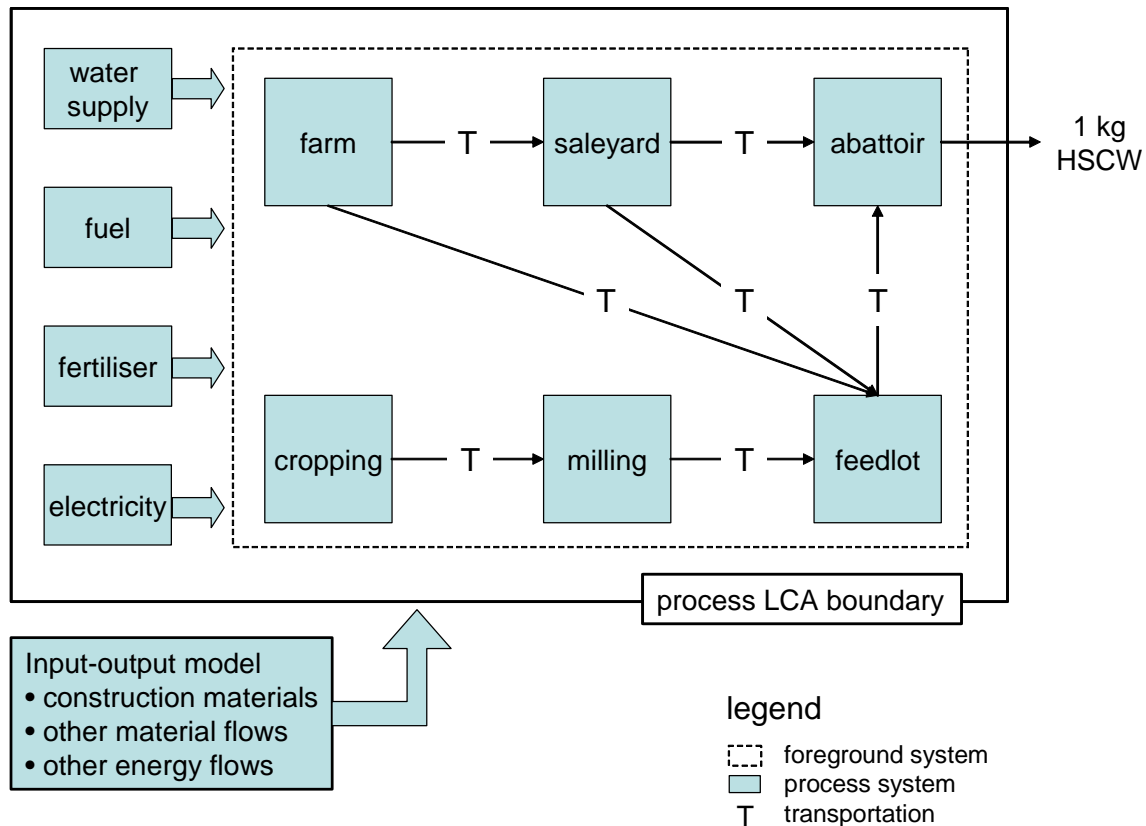 water
supply
farm
T
saleyard
T
abattoir
1 kg
HSCW
fuel
T
T
T
fertiliser
cropping
T
milling
T
feedlot
electricity
process LCA boundary
Input-output model
• construction materials
• other material flows
• other energy flows
legend
foreground system
process system
T transportation